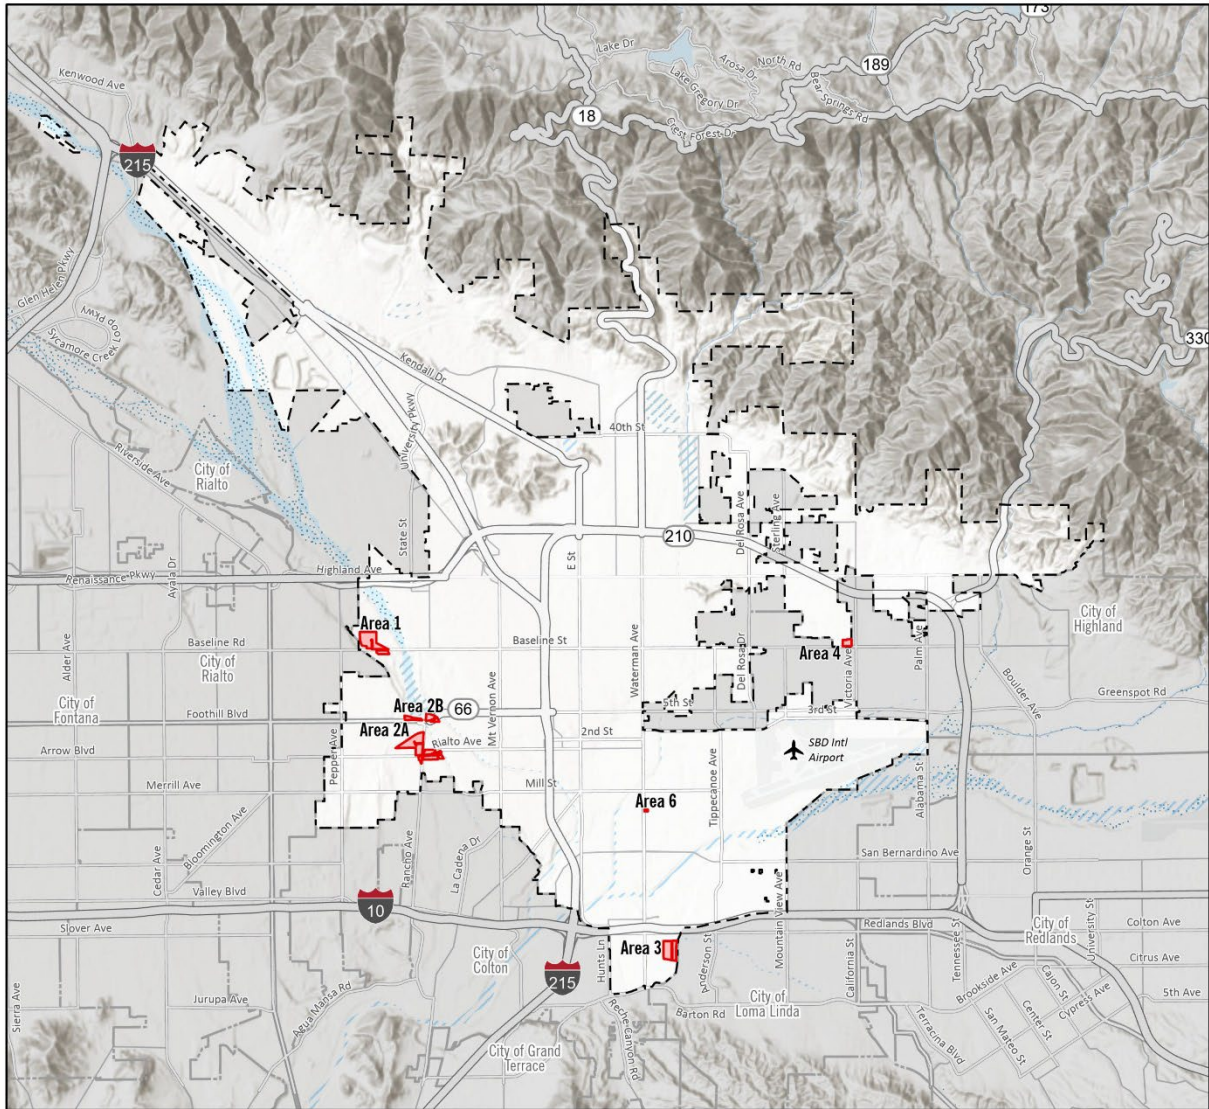 173
Lake Dr
North Rd
Arosa Dr
189
Kenwood Ave
Lake Gregory Dr
Bear Springs Rd
18
Crest Forest Dr
215
Glen Helen Pkwy
Sycamore Creek Loop Pkwy
330
Kendall Dr
University Pkwy
40th St
Riverside Ave
City of
Rialto
Del Rosa Ave
Sterling Ave
State St
210
E St
Highland Ave
Renaissance Pkwy
Ayala Dr
Area 1
City of
Highland
Alder Ave
Baseline Rd
Baseline St
Waterman Ave
Del Rosa Dr
Area 4
Victoria Ave
Palm Ave
City of
Rialto
Boulder Ave
City of
Fontana
Mt Vernon Ave
Greenspot Rd
Foothill Blvd
Area 2B
66
5th St
3rd St
Area 2A
Rialto Ave
2nd St
SBD Intl
Airport
Arrow Blvd
Pepper Ave
Tippecanoe Ave
Alabama St
Merrill Ave
Mill St
Area 6
Bloomington Ave
Cedar Ave
Rancho Ave
La Cadena Dr
San Bernardino Ave
Orange St
Valley Blvd
10
Mountain View Ave
Slover Ave
Redlands Blvd
City of
Redlands
University St
Colton Ave
Area 3
Hunts Ln
Anderson St
California St
Tennessee St
City of
Colton
215
Citrus Ave
Brookside Ave
Cajon St
Cypress Ave
5th Ave
Sierra Ave
Jurupa Ave
Agua Mansa Rd
City of
Loma Linda
Barton Rd
Reche Canyon Rd
Terracina Blvd
San Mateo St
Center St
City of Grand
Terrace